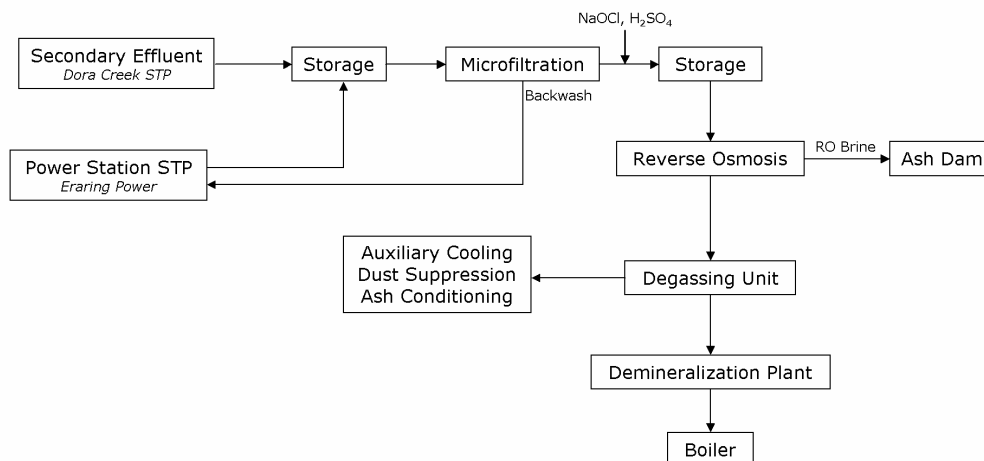 NaOCl, H₂SO₄
Secondary Effluent
Dora Creek STP
Storage
Microfiltration
Storage
Backwash
Power Station STP
Eraring Power
Reverse Osmosis
RO Brine
Ash Dam
Auxiliary Cooling
Dust Suppression
Ash Conditioning
Degassing Unit
Demineralization Plant
Boiler